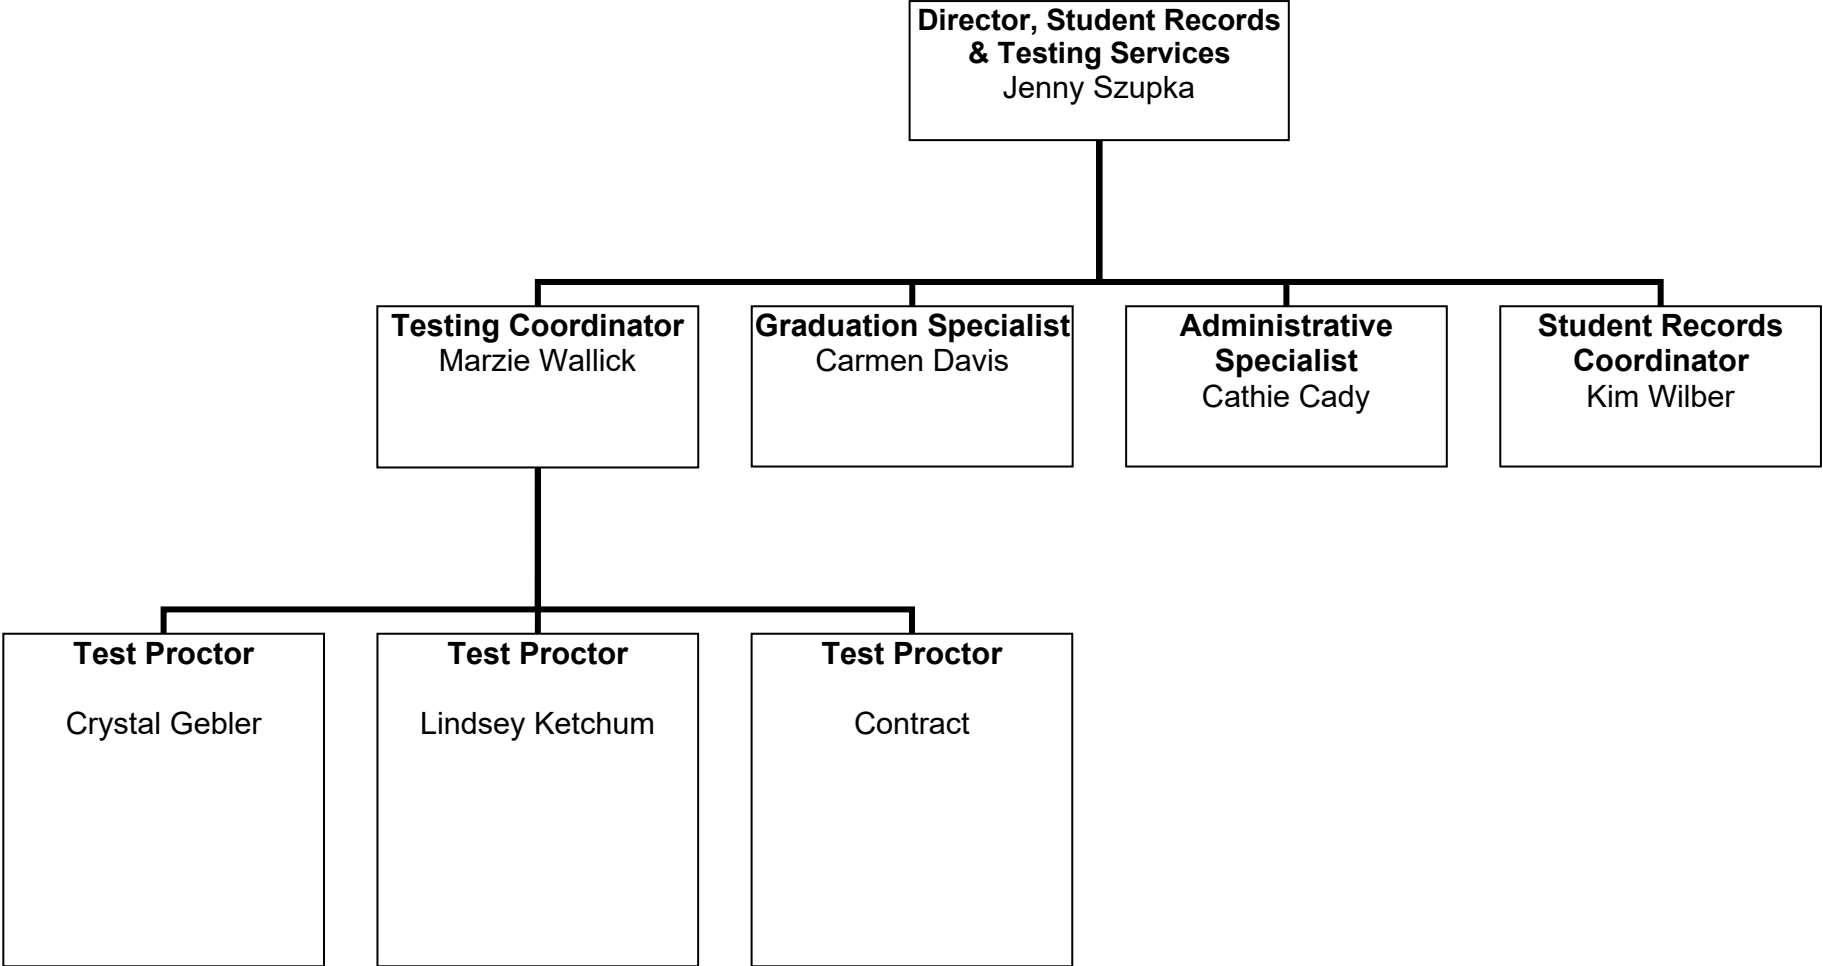 Director, Student Records
& Testing Services
Jenny Szupka
Testing Coordinator
Marzie Wallick
Graduation Specialist
Carmen Davis
Administrative
Specialist
Cathie Cady
Student Records
Coordinator
Kim Wilber
Test Proctor
Crystal Gebler
Test Proctor
Lindsey Ketchum
Test Proctor
Contract